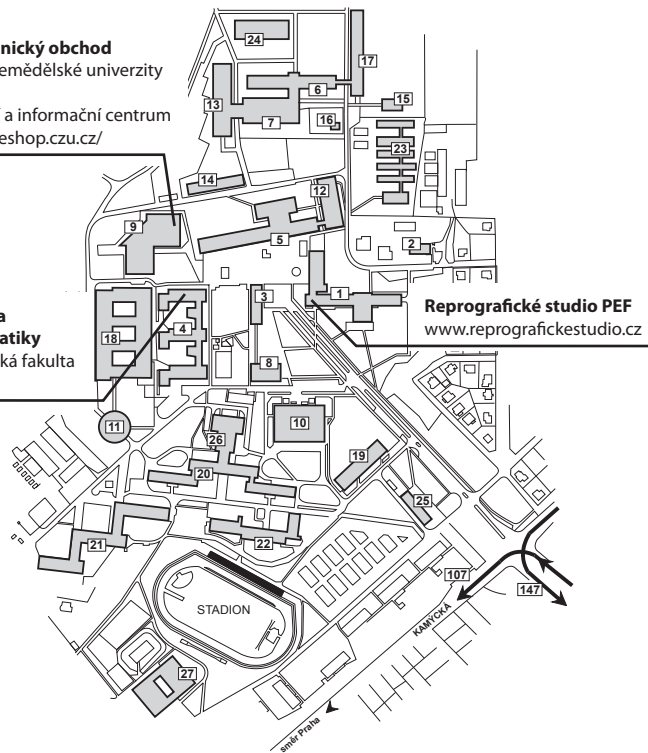 nický obchod
emědělské univerzity
í a informační centrum
eshop.czu.cz/
a
atiky
ká fakulta
Reprografické studio PEF
www.reprografickestudio.cz
24
17
6
13
7
15
16
23
14
12
9
5
2
3
1
18
4
8
11
26
10
20
19
25
21
22
107
147
STADION
KAMÝCKÁ
27
směr Praha